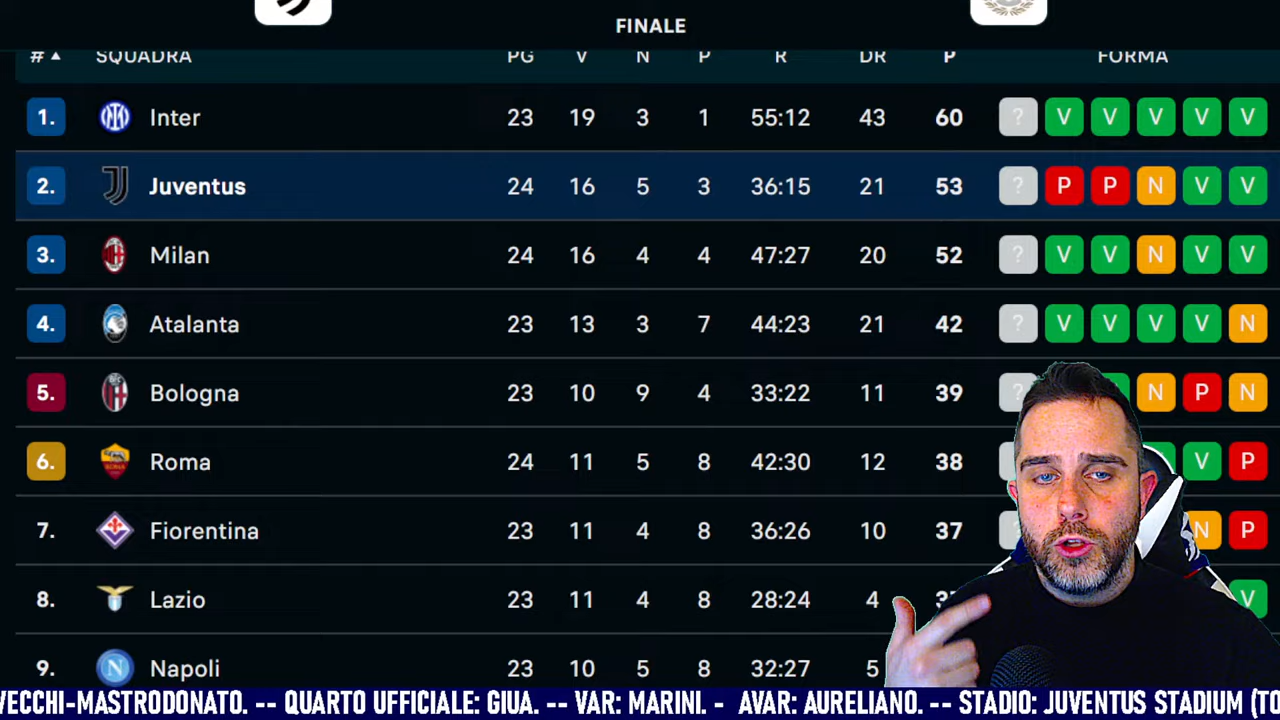 FINALE
# SQUADRA PG V N P R DR P FORMA
1. Inter 23 19 3 1 55:12 43 60 ? V V V V V
2. Juventus 24 16 5 3 36:15 21 53 ? P P N V V
3. Milan 24 16 4 4 47:27 20 52 ? V V N V V
4. Atalanta 23 13 3 7 44:23 21 42 ? V V V V N
5. Bologna 23 10 9 4 33:22 11 39 ? N P N
6. Roma 24 11 5 8 42:30 12 38 V P
7. Fiorentina 23 11 4 8 36:26 10 37 N P
8. Lazio 23 11 4 8 28:24 4 V
9. Napoli 23 10 5 8 32:27 5
VECCHI-MASTRODONATO. -- QUARTO UFFICIALE: GIUA. -- VAR: MARINI. - AVAR: AURELIANO. -- STADIO: JUVENTUS STADIUM (TO